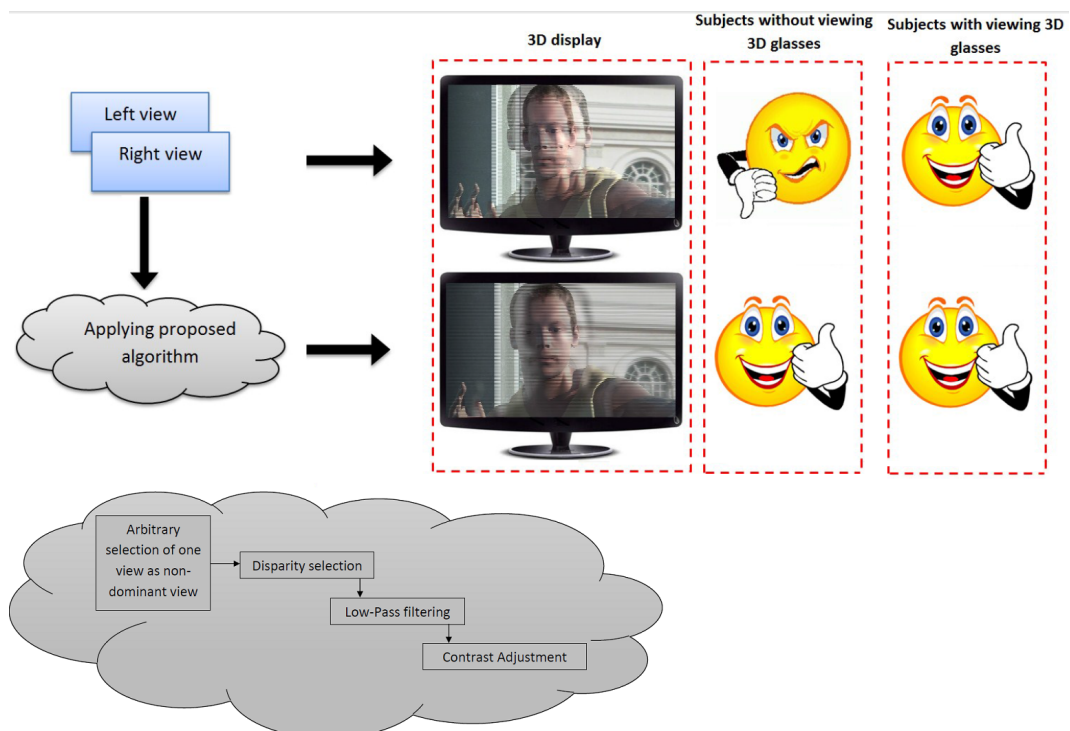 3D display
Subjects without viewing
3D glasses
Subjects with viewing 3D
glasses
Left view
Right view
Applying proposed
algorithm
Arbitrary
selection of one
view as non-
dominant view
Disparity selection
Low-Pass filtering
Contrast Adjustment